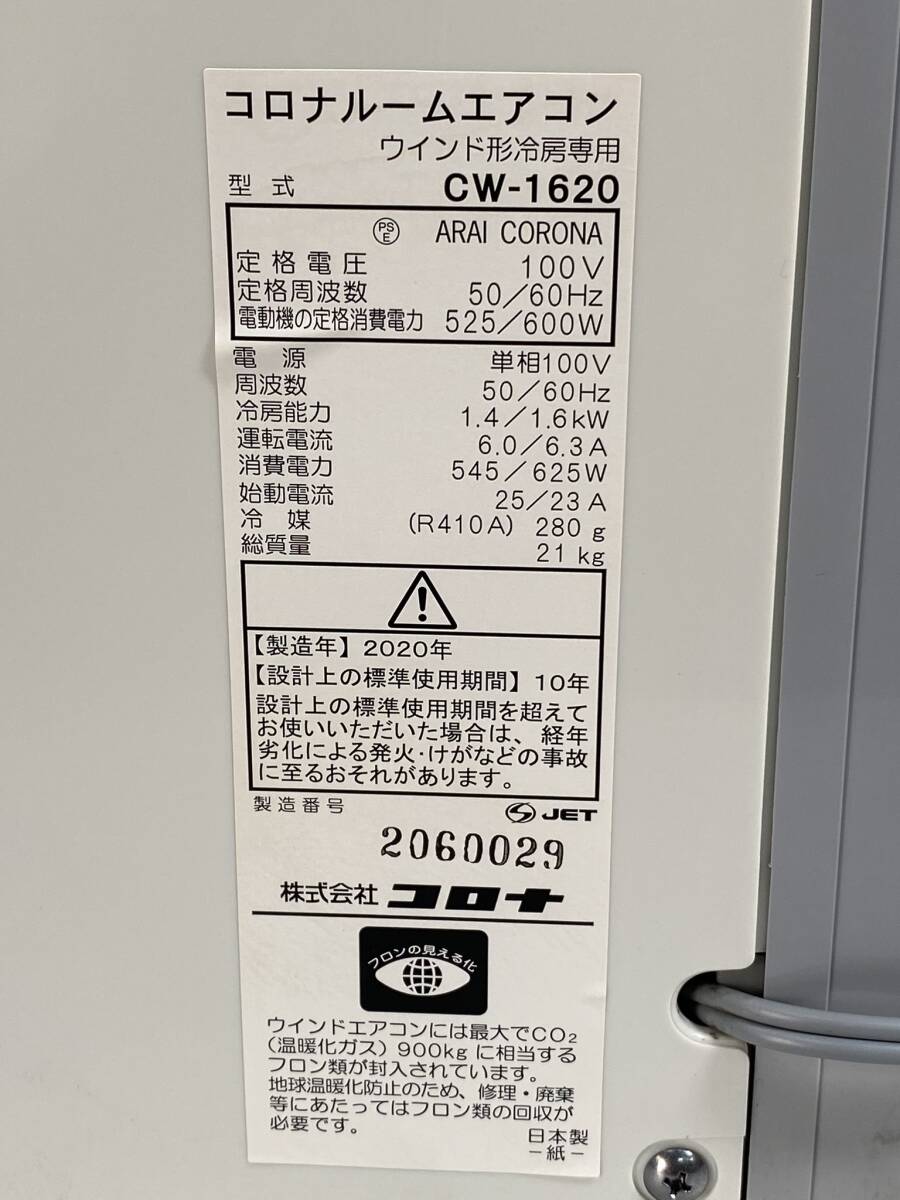 コロナルームエアコン
ウインド形冷房専用
型式 CW-1620
PSE ARAI CORONA
定格電圧 100V
定格周波数 50/60Hz
電動機の定格消費電力 525/600W
電源 単相100V
周波数 50/60Hz
冷房能力 1.4/1.6kW
運転電流 6.0/6.3A
消費電力 545/625W
始動電流 25/23A
冷媒 (R410A) 280g
総質量 21kg
【製造年】2020年
【設計上の標準使用期間】10年
設計上の標準使用期間を超えて
お使いいただいた場合は、経年
劣化による発火・けがなどの事故
に至るおそれがあります。
製造番号 JET
2060029
株式会社 コロナ
フロンの見える化
ウインドエアコンには最大でCO₂
(温暖化ガス)900kgに相当する
フロン類が封入されています。
地球温暖化防止のため、修理・廃棄
等にあたってはフロン類の回収が
必要です。
日本製
-紙-